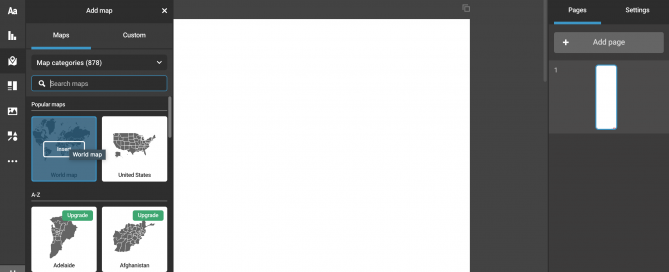 Aa
Add map
Maps
Custom
Map categories (878)
Search maps
Popular maps
Insert
World map
World map
United States
A-Z
Upgrade
Adelaide
Upgrade
Afghanistan
Pages
Settings
+ Add page
1